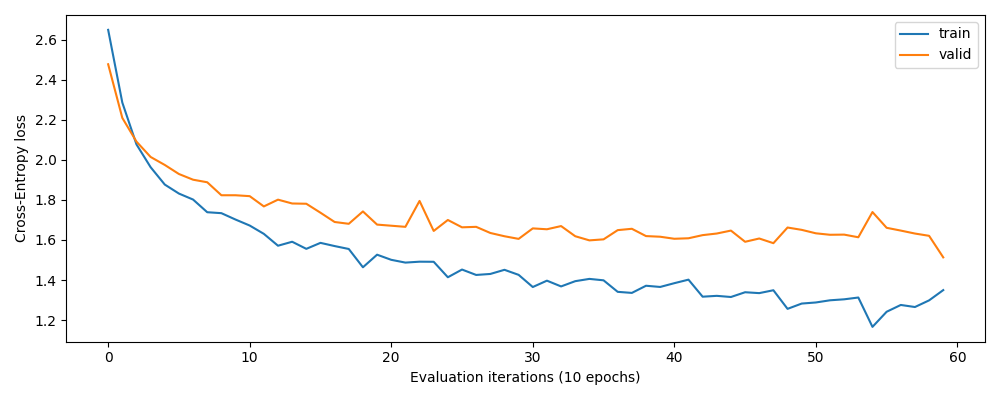 2.6
2.4
2.2
2.0
1.8
1.6
1.4
1.2
Cross-Entropy loss
train
valid
0 10 20 30 40 50 60
Evaluation iterations (10 epochs)